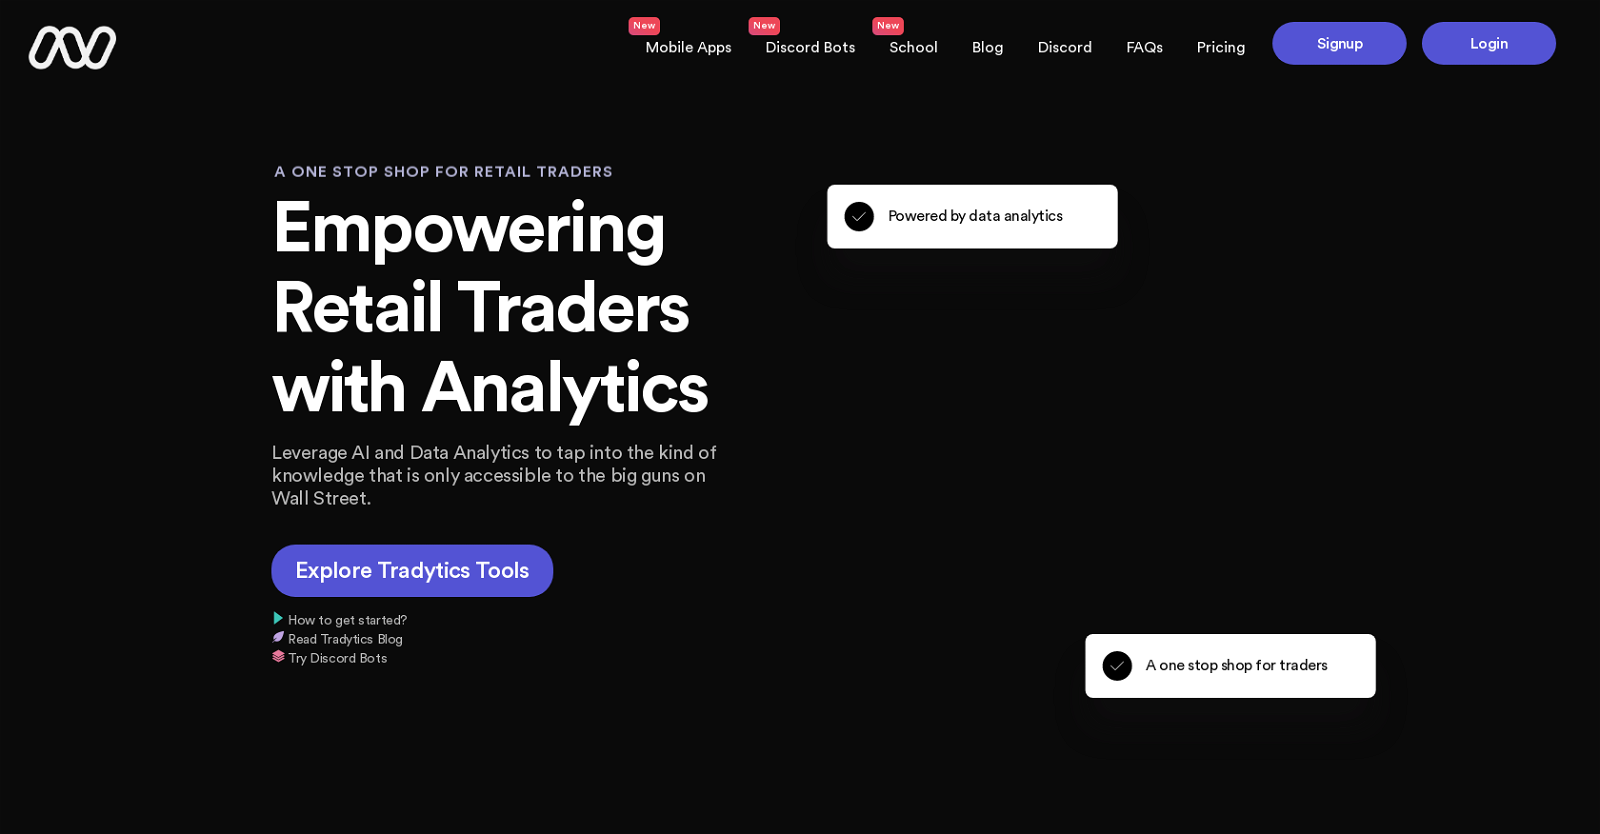 New New New
Mobile Apps Discord Bots School Blog Discord FAQs Pricing Signup Login
A ONE STOP SHOP FOR RETAIL TRADERS
Empowering
Retail Traders
with Analytics
Leverage AI and Data Analytics to tap into the kind of
knowledge that is only accessible to the big guns on
Wall Street.
Explore Tradytics Tools
How to get started?
Read Tradytics Blog
Try Discord Bots
Powered by data analytics
A one stop shop for traders